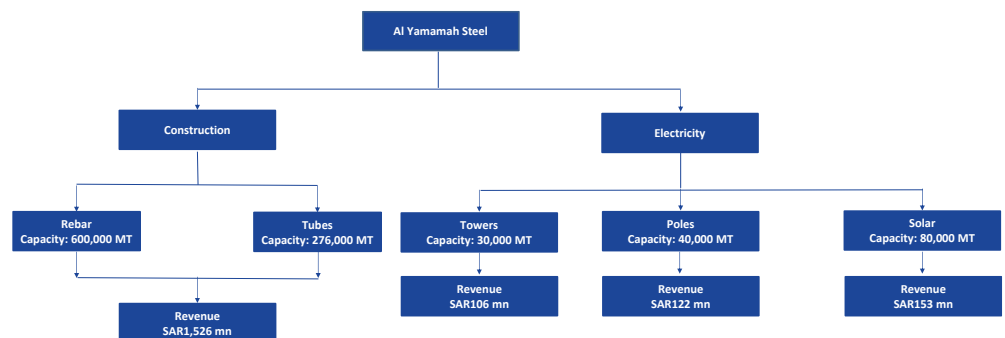 Al Yamamah Steel
Construction
Electricity
Rebar
Capacity: 600,000 MT
Tubes
Capacity: 276,000 MT
Towers
Capacity: 30,000 MT
Poles
Capacity: 40,000 MT
Solar
Capacity: 80,000 MT
Revenue
SAR1,526 mn
Revenue
SAR106 mn
Revenue
SAR122 mn
Revenue
SAR153 mn